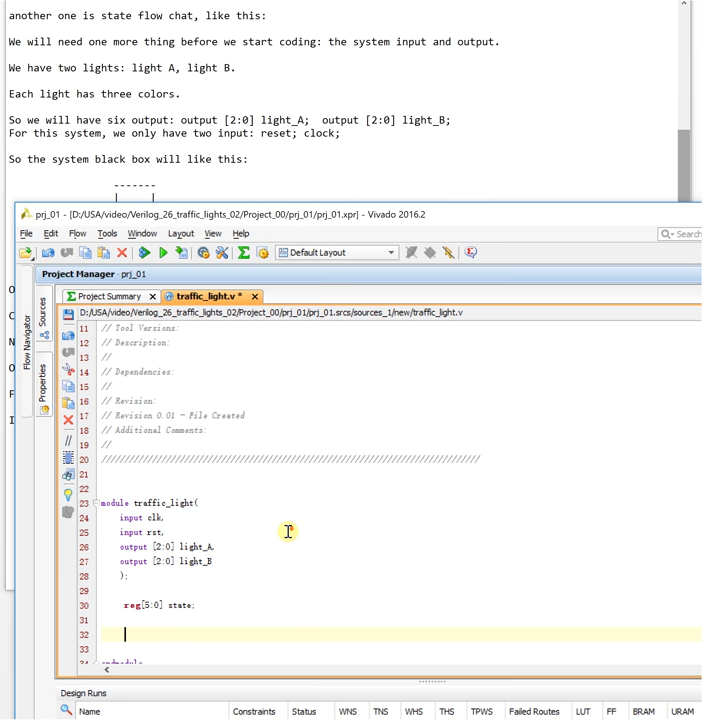 another one is state flow chat, like this:
We will need one more thing before we start coding: the system input and output.
We have two lights: light A, light B.
Each light has three colors.
So we will have six output: output [2:0] light_A;  output [2:0] light_B;
For this system, we only have two input: reset; clock;
So the system black box will like this:
-------
|     |
prj_01 - [D:/USA/video/Verilog_26_traffic_lights_02/Project_00/prj_01/prj_01.xpr] - Vivado 2016.2
File Edit Flow Tools Window Layout View Help
Search
Default Layout
Project Manager - prj_01
Project Summary
traffic_light.v *
D:/USA/video/Verilog_26_traffic_lights_02/Project_00/prj_01/prj_01.srcs/sources_1/new/traffic_light.v
Flow Navigator
Sources
Properties
O
C
N
O
F
I
11 // Tool Versions:
12 // Description:
13 //
14 // Dependencies:
15 //
16 // Revision:
17 // Revision 0.01 - File Created
18 // Additional Comments:
19 //
20 //////////////////////////////////////////////////////////////////////////////////
21
22
23 module traffic_light(
24 input clk,
25 input rst,
26 output [2:0] light_A,
27 output [2:0] light_B
28 );
29
30 reg[5:0] state;
31
32
33
34 endmodule
Design Runs
Name Constraints Status WNS TNS WHS THS TPWS Failed Routes LUT FF BRAM URAM